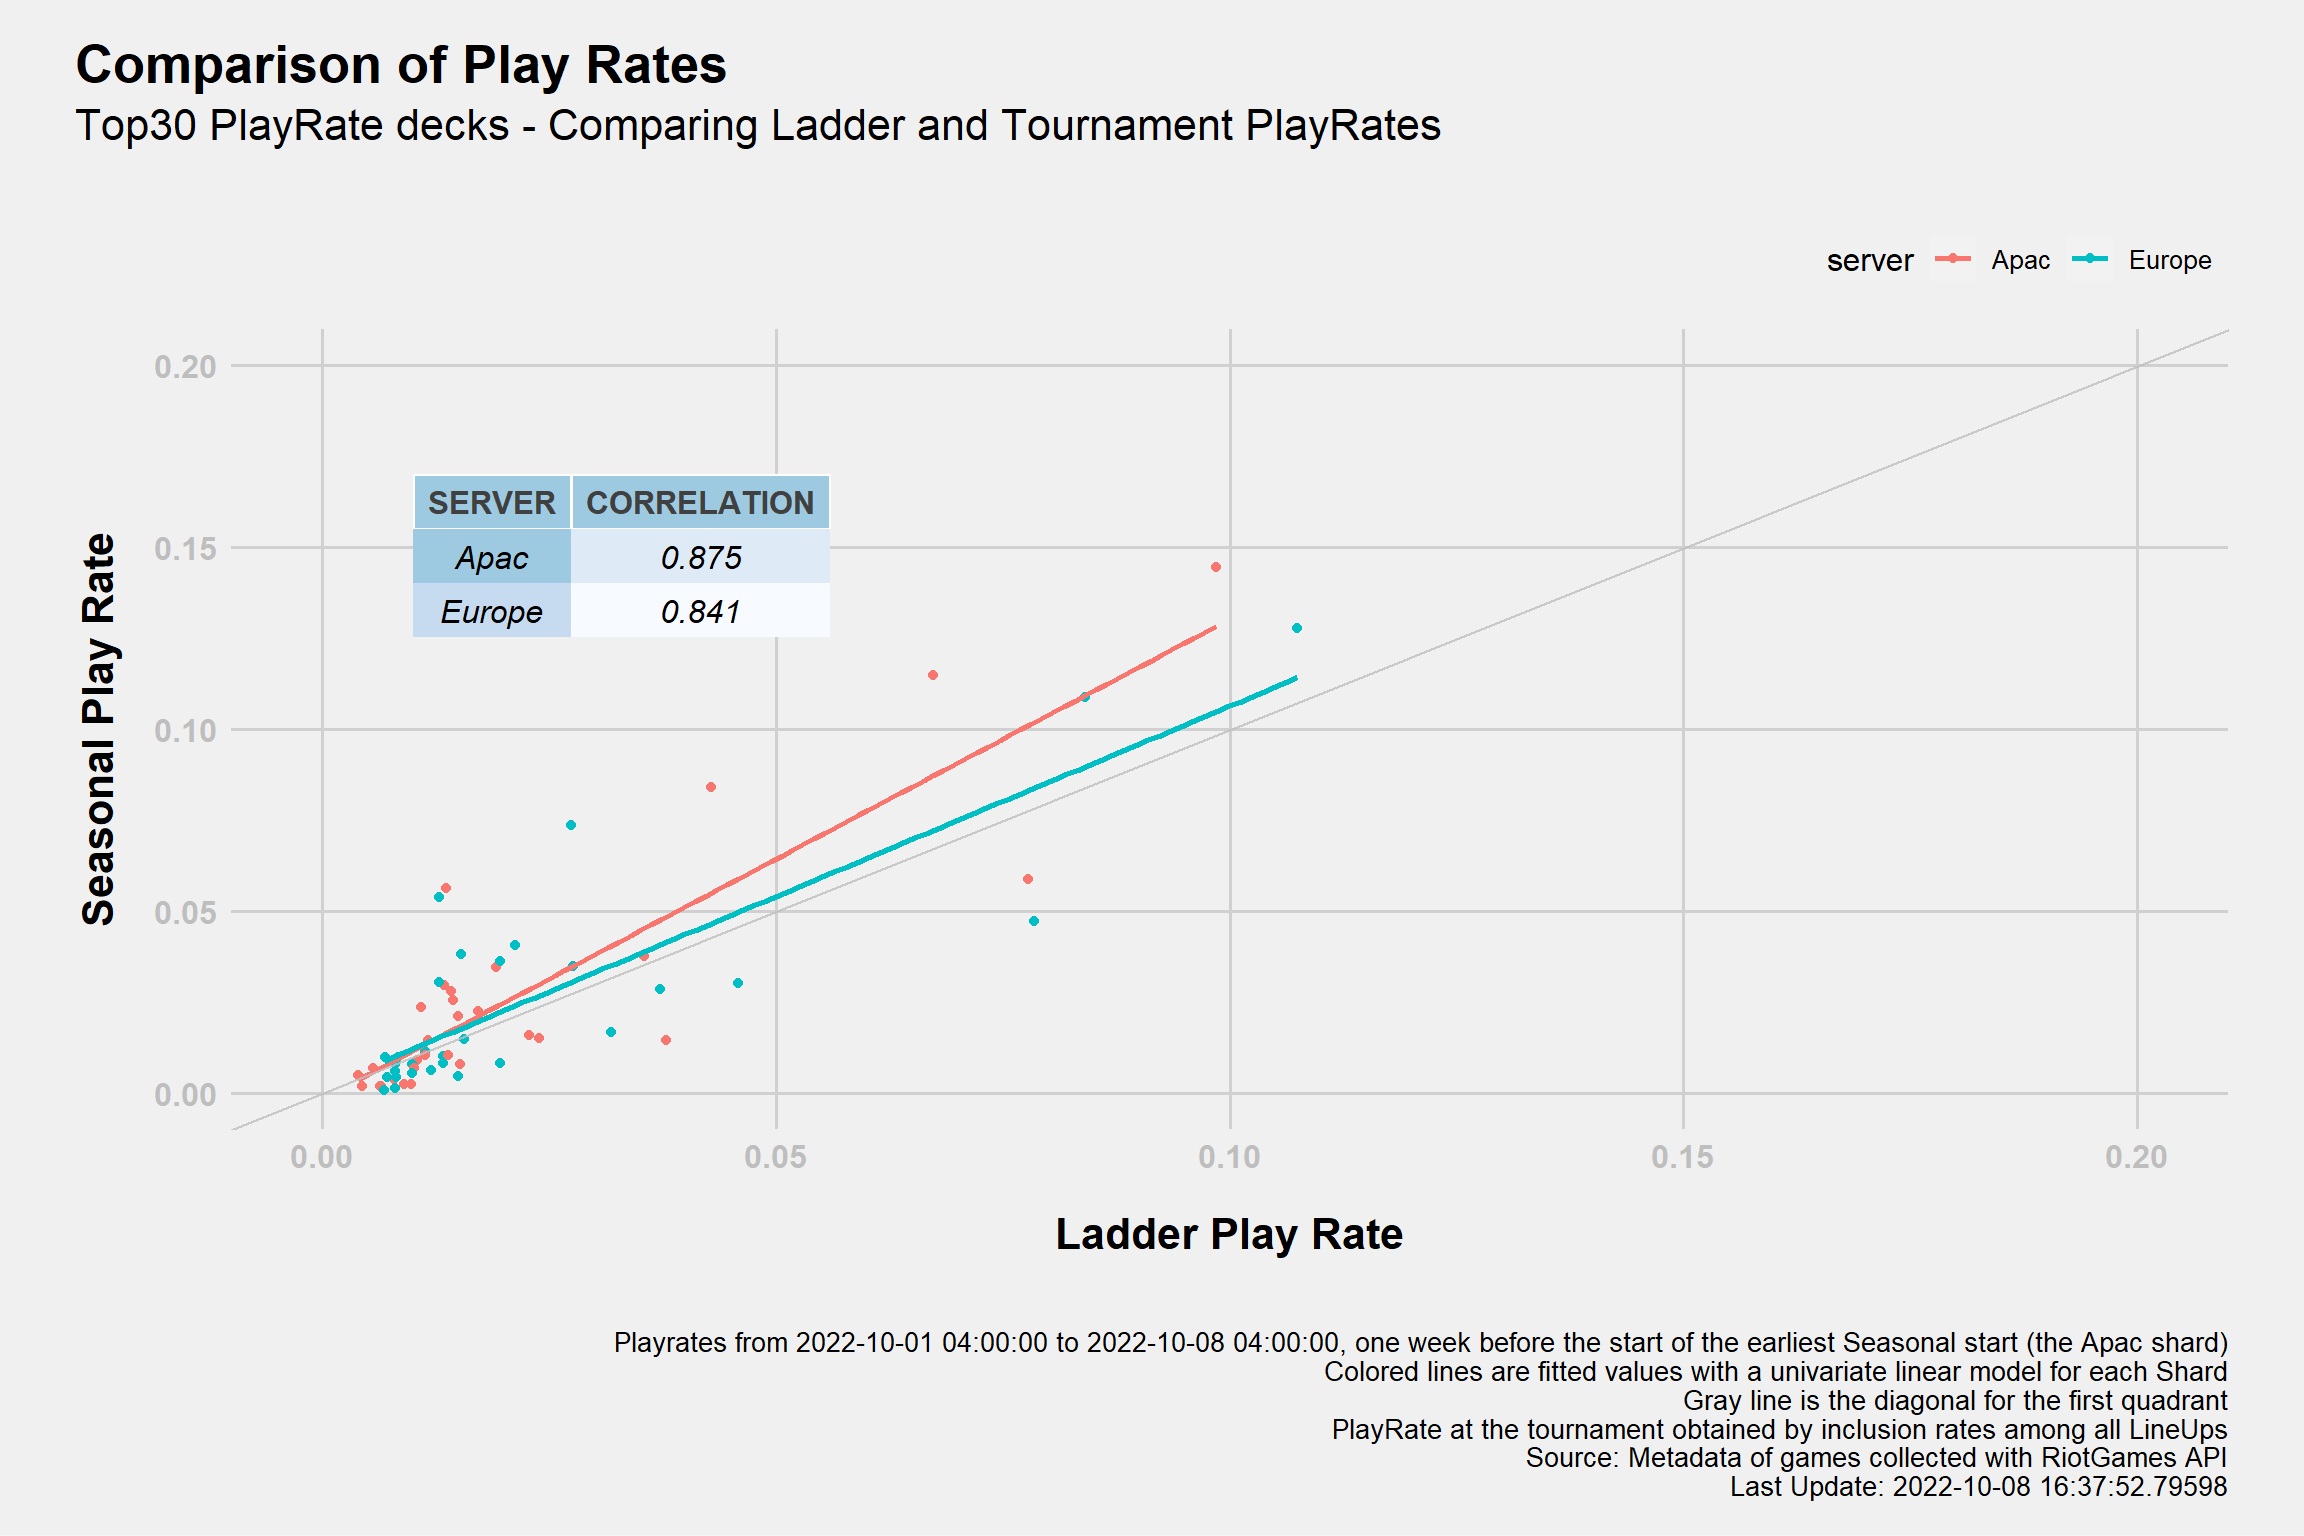 Comparison of Play Rates
Top30 PlayRate decks - Comparing Ladder and Tournament PlayRates
server Apac Europe
0.20
SERVER CORRELATION
Apac 0.875
Europe 0.841
0.15
0.10
0.05
0.00
Seasonal Play Rate
0.00 0.05 0.10 0.15 0.20
Ladder Play Rate
Playrates from 2022-10-01 04:00:00 to 2022-10-08 04:00:00, one week before the start of the earliest Seasonal start (the Apac shard)
Colored lines are fitted values with a univariate linear model for each Shard
Gray line is the diagonal for the first quadrant
PlayRate at the tournament obtained by inclusion rates among all LineUps
Source: Metadata of games collected with RiotGames API
Last Update: 2022-10-08 16:37:52.79598